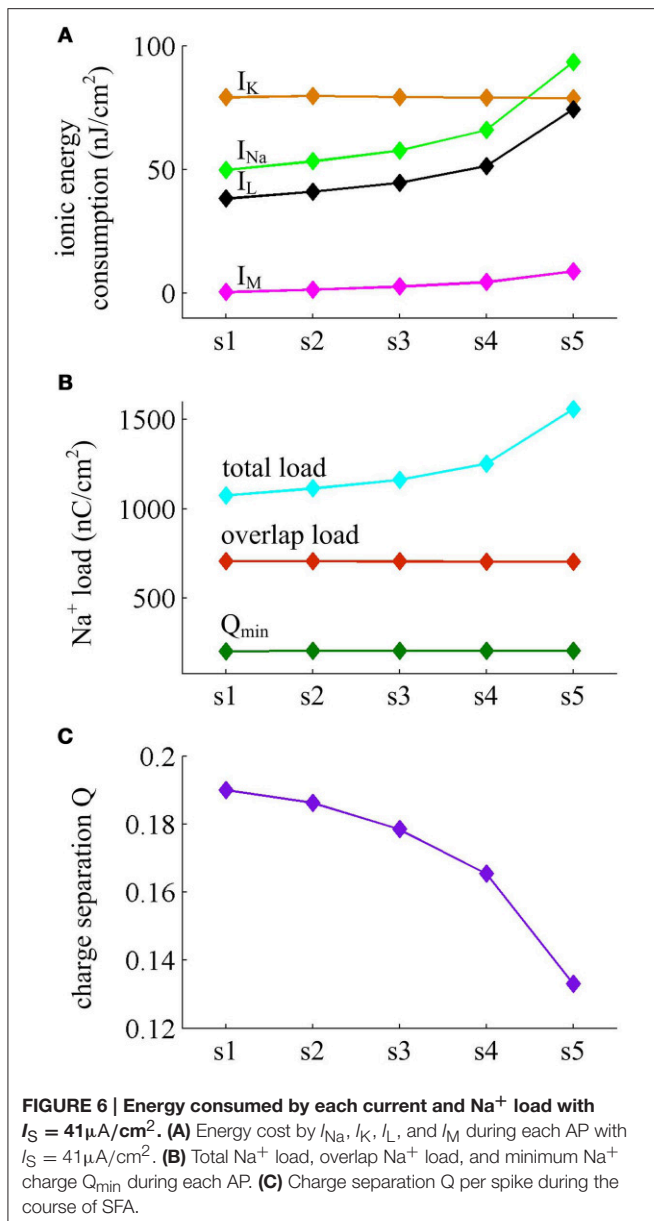 A
ionic energy
consumption (nJ/cm²)
100
50
0
I_K
I_Na
I_L
I_M
s1 s2 s3 s4 s5
B
Na⁺ load (nC/cm²)
1500
1000
500
total load
overlap load
Q_min
s1 s2 s3 s4 s5
C
charge separation Q
0.2
0.18
0.16
0.14
0.12
s1 s2 s3 s4 s5
FIGURE 6 | Energy consumed by each current and Na⁺ load with
I_S = 41μA/cm². (A) Energy cost by I_Na, I_K, I_L, and I_M during each AP with
I_S = 41μA/cm². (B) Total Na⁺ load, overlap Na⁺ load, and minimum Na⁺
charge Q_min during each AP. (C) Charge separation Q per spike during the
course of SFA.